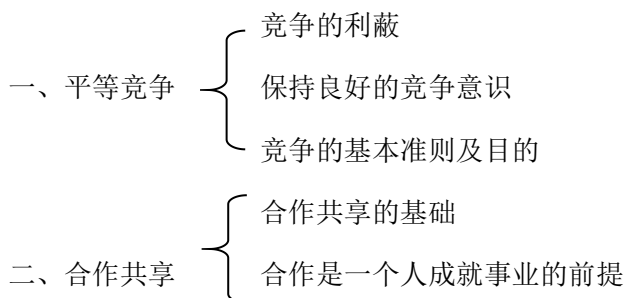 竞争的利蔽
一、平等竞争
保持良好的竞争意识
竞争的基本准则及目的
合作共享的基础
二、合作共享
合作是一个人成就事业的前提